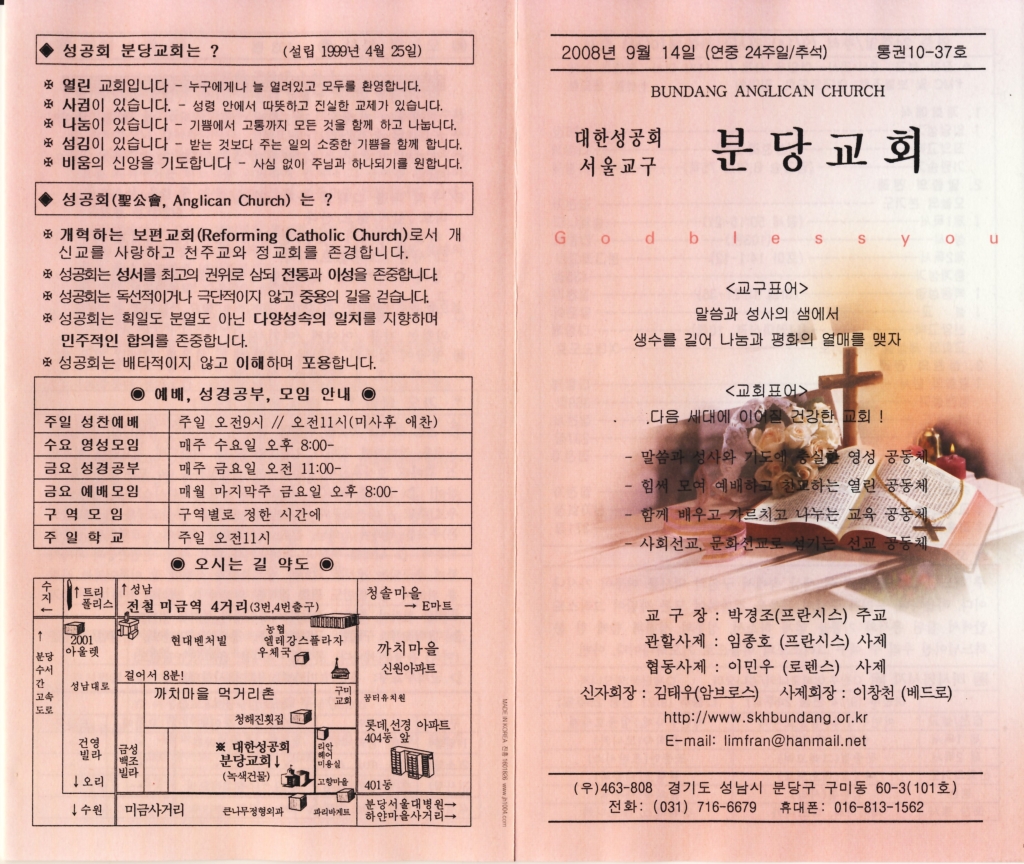 ◈ 성공회 분당교회는 ? (설립 1999년 4월 25일)
✠ 열린 교회입니다 - 누구에게나 늘 열려있고 모두를 환영합니다.
✠ 사귐이 있습니다. - 성령 안에서 따뜻하고 진실한 교제가 있습니다.
✠ 나눔이 있습니다 - 기쁨에서 고통까지 모든 것을 함께 하고 나눕니다.
✠ 섬김이 있습니다 - 받는 것보다 주는 일의 소중한 기쁨을 함께 합니다.
✠ 비움의 신앙을 기도합니다 - 사심 없이 주님과 하나되기를 원합니다.
◈ 성공회(聖公會, Anglican Church) 는 ?
✠ 개혁하는 보편교회(Reforming Catholic Church)로서 개
신교를 사랑하고 천주교와 정교회를 존경합니다.
✠ 성공회는 성서를 최고의 권위로 삼되 전통과 이성을 존중합니다.
✠ 성공회는 독선적이거나 극단적이지 않고 중용의 길을 걷습니다.
✠ 성공회는 획일도 분열도 아닌 다양성속의 일치를 지향하며
민주적인 합의를 존중합니다.
✠ 성공회는 배타적이지 않고 이해하며 포용합니다.
◉ 예배, 성경공부, 모임 안내 ◉
주일 성찬예배 주일 오전9시 // 오전11시(미사후 애찬)
수요 영성모임 매주 수요일 오후 8:00-
금요 성경공부 매주 금요일 오전 11:00-
금요 예배모임 매월 마지막주 금요일 오후 8:00-
구 역 모 임 구역별로 정한 시간에
주 일 학 교 주일 오전11시
◉ 오시는 길 약도 ◉
수지 ←
↑ 트리폴리스
↑ 성남
전철 미금역 4거리(3번,4번출구)
청솔마을
→ E마트
↑ 분당 수서간 고속도로
2001
아울렛
성남대로
건영
빌라
↓ 오리
현대벤처빌
농협
엘레강스플라자
우체국
걸어서 8분!
까치마을
신원아파트
까치마을 먹거리촌
구미
교회
꿈터유치원
청해진횟집
롯데,선경 아파트
404동 앞
금성
백조
빌라
※ 대한성공회
분당교회↓
(녹색건물)
리안
헤어
미용실
고향마을
401동
↓ 수원
미금사거리
큰나무정형외과
파리바게트
분당서울대병원→
하얀마을사거리→
2008년 9월 14일 (연중 24주일/추석) 통권10-37호
BUNDANG ANGLICAN CHURCH
대한성공회
서울교구
분당교회
G o d b l e s s y o u
<교구표어>
말씀과 성사의 샘에서
생수를 길어 나눔과 평화의 열매를 맺자
<교회표어>
다음 세대에 이어질 건강한 교회 !
- 말씀과 성사와 기도에 충실한 영성 공동체
- 힘써 모여 예배하고 친교하는 열린 공동체
- 함께 배우고 가르치고 나누는 교육 공동체
- 사회선교, 문화선교로 섬기는 선교 공동체
교 구 장 : 박경조(프란시스) 주교
관할사제 : 임종호 (프란시스) 사제
협동사제 : 이민우 (로렌스) 사제
신자회장 : 김태우(암브로스) 사제회장 : 이창천 (베드로)
http://www.skhbundang.or.kr
E-mail: limfran@hanmail.net
(우)463-808 경기도 성남시 분당구 구미동 60-3(101호)
전화: (031) 716-6679 휴대폰: 016-813-1562